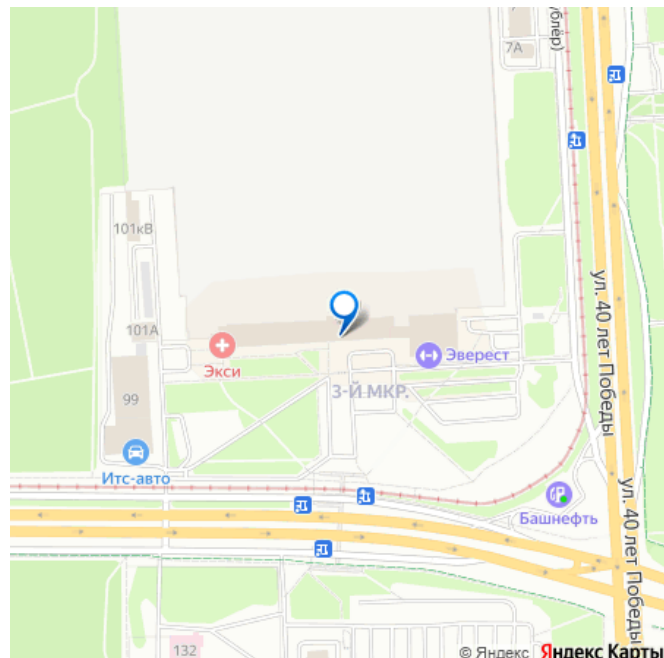 ублёр)
7А
101кВ
101А
Экси
Эверест
3-Й МКР.
99
Итс-авто
ул. 40 лет Победы
Башнефть
ул. 40 лет Победы
132
© Яндекс Яндекс Карты